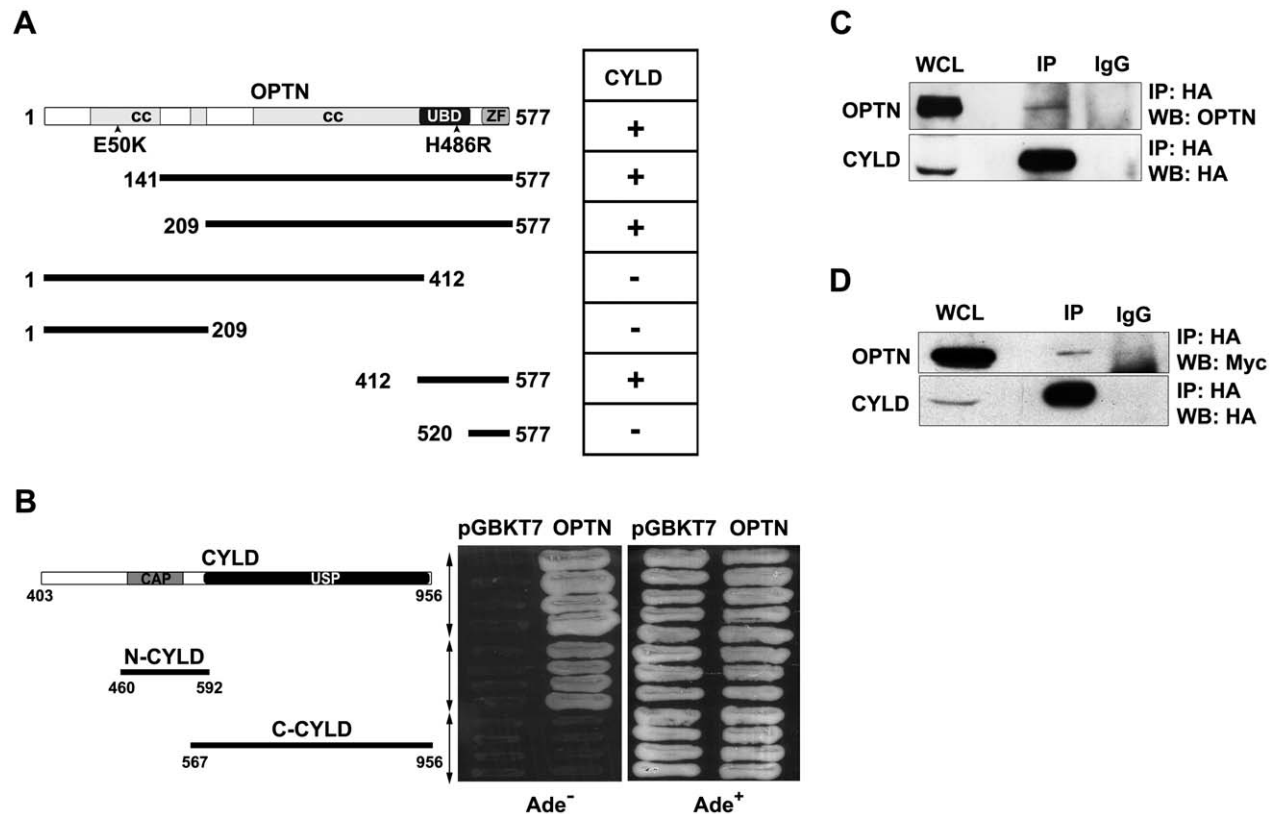 A
OPTN
1 cc cc UBD ZF 577
E50K H486R
141 577
209 577
1 412
1 209
412 577
520 577
CYLD
+
+
+
-
-
+
-
B
CYLD
CAP USP
403 956
N-CYLD
460 592
C-CYLD
567 956
pGBKT7 OPTN pGBKT7 OPTN
Ade⁻ Ade⁺
C
WCL IP IgG
OPTN
IP: HA
WB: OPTN
CYLD
IP: HA
WB: HA
D
WCL IP IgG
OPTN
IP: HA
WB: Myc
CYLD
IP: HA
WB: HA